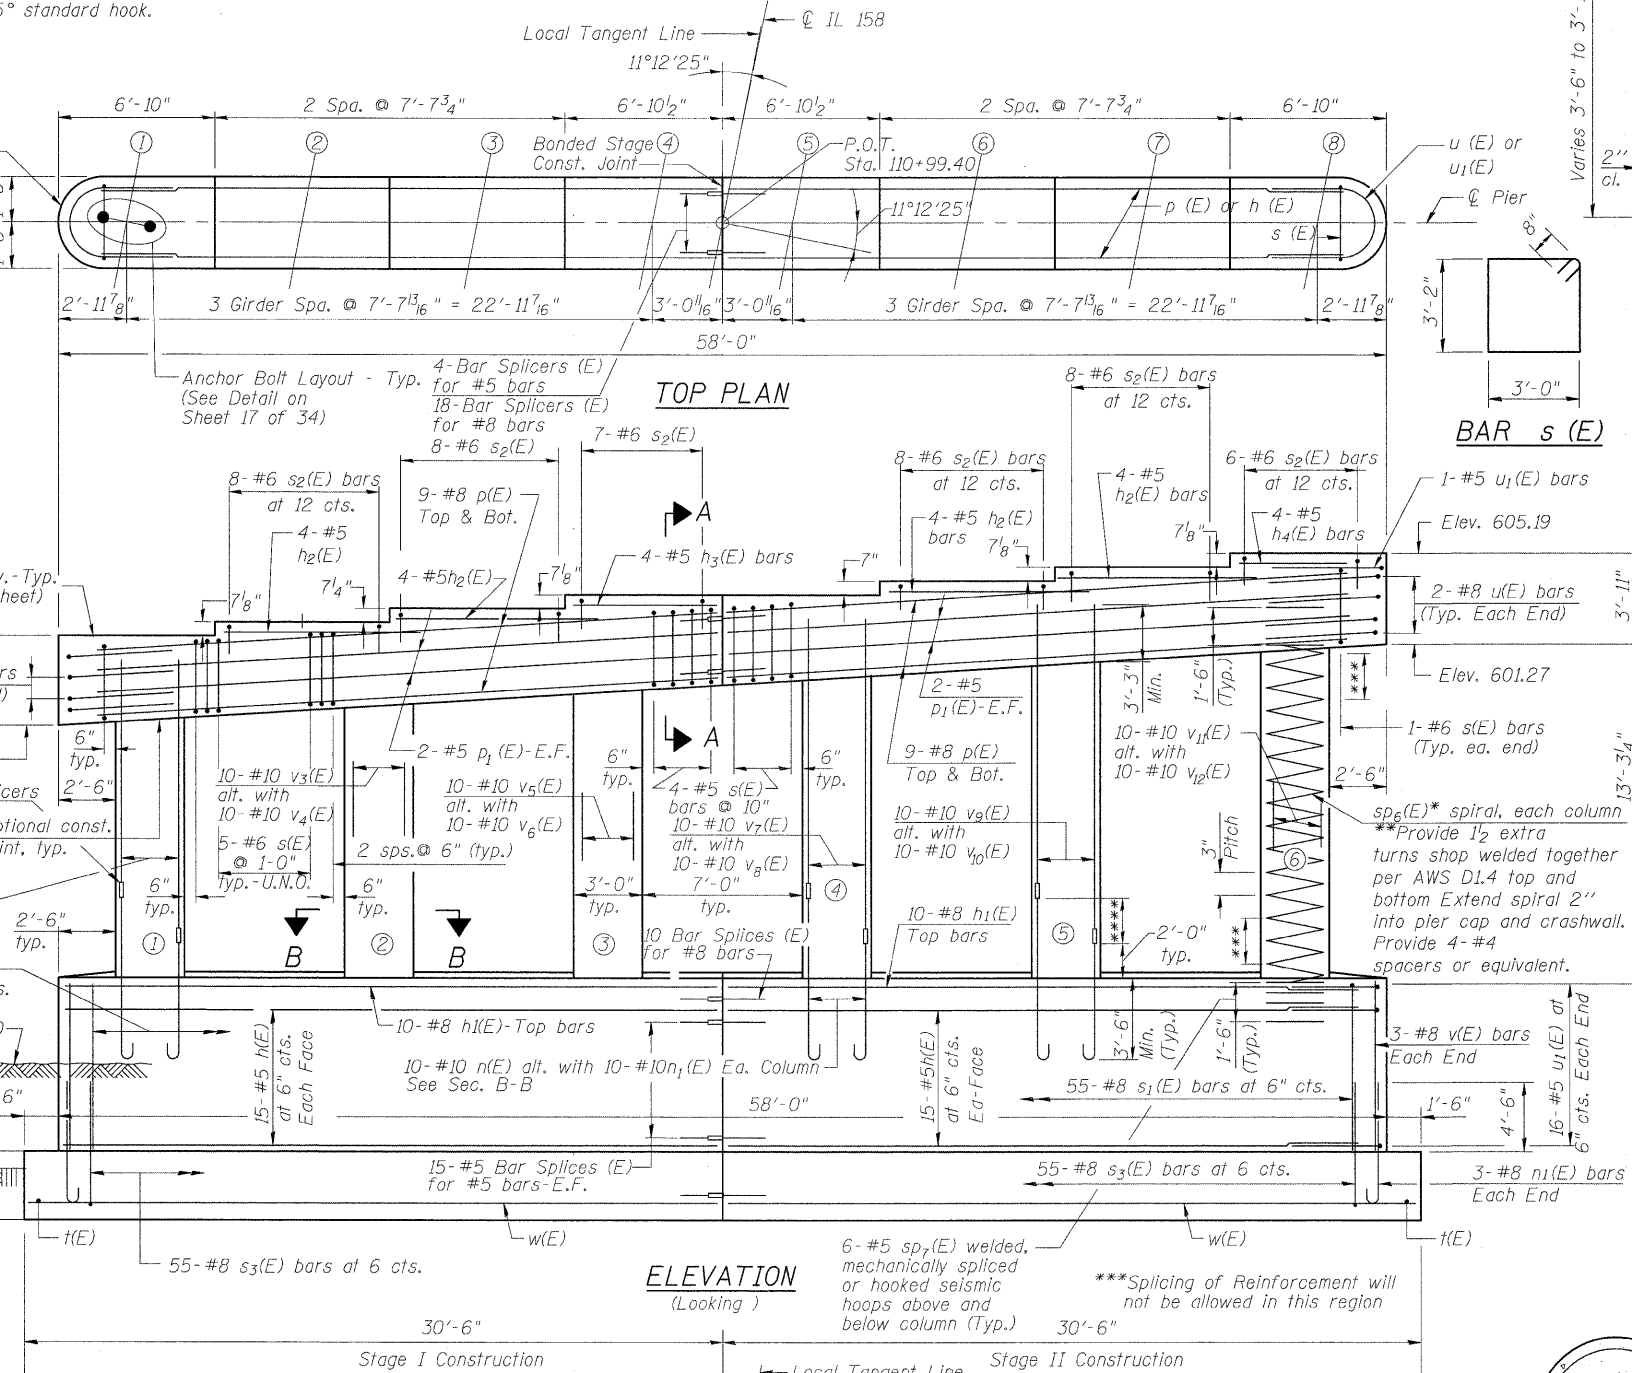 5° standard hook.
℄ IL 158
Local Tangent Line
11°12'25"
6'-10"
2 Spa. @ 7'-7¾"
6'-10½"
6'-10½"
2 Spa. @ 7'-7¾"
6'-10"
1
2
3
Bonded Stage
Const. Joint
4
5
P.O.T.
Sta. 110+99.40
6
7
8
u (E) or
u₁(E)
11°12'25"
p (E) or h (E)
s (E)
℄ Pier
Varies 3'-6" to 3'-
2"
cl.
8"
3'-2"
3'-0"
BAR s (E)
2'-11⅞"
3 Girder Spa. @ 7'-7¹³⁄₁₆" = 22'-11⁷⁄₁₆"
3'-0¹¹⁄₁₆"
3'-0¹¹⁄₁₆"
3 Girder Spa. @ 7'-7¹³⁄₁₆" = 22'-11⁷⁄₁₆"
2'-11⅞"
58'-0"
Anchor Bolt Layout - Typ.
(See Detail on
Sheet 17 of 34)
4-Bar Splicers (E)
for #5 bars
18-Bar Splicers (E)
for #8 bars
TOP PLAN
8-#6 s₂(E) bars
at 12 cts.
8-#6 s₂(E)
7-#6 s₂(E)
8-#6 s₂(E) bars
at 12 cts.
9-#8 p(E)
Top & Bot.
A
8-#6 s₂(E) bars
at 12 cts.
4-#5
h₂(E) bars
6-#6 s₂(E) bars
at 12 cts.
1-#5 u₁(E) bars
4-#5
h₂(E)
4-#5 h₂(E)
bars
4-#5
h₄(E) bars
Elev. 605.19
4-#5 h₃(E) bars
4-#5h₂(E)
7⅛"
7¼"
7⅛"
7"
7⅛"
7⅛"
v.-Typ.
heet)
2-#8 u(E) bars
(Typ. Each End)
3'-11"
Elev. 601.27
2-#5
p₁(E)-E.F.
3'-3"
Min.
1'-6"
(Typ.)
***
1-#6 s(E) bars
(Typ. ea. end)
6"
typ.
2'-6"
2-#5 p₁ (E)-E.F.
6"
typ.
A
6"
typ.
9-#8 p(E)
Top & Bot.
10-#10 v₁₁(E)
alt. with
10-#10 v₁₂(E)
2'-6"
13'-3¼"
10-#10 v₃(E)
alt. with
10-#10 v₄(E)
10-#10 v₅(E)
alt. with
10-#10 v₆(E)
4-#5 s(E)
bars @ 10"
10-#10 v₇(E)
alt. with
10-#10 v₈(E)
10-#10 v₉(E)
alt. with
10-#10 v₁₀(E)
5-#6 s(E)
@ 1'-0"
typ.-U.N.O.
2 sps.@ 6" (typ.)
icers
ptional const.
int, typ.
3"
Pitch
sp₆(E)* spiral, each column
**Provide 1½ extra
turns shop welded together
per AWS D1.4 top and
bottom Extend spiral 2"
into pier cap and crashwall.
Provide 4-#4
spacers or equivalent.
6"
typ.
6"
typ.
3'-0"
7'-0"
2'-6"
typ.
B
B
1
2
3
4
5
6
10 Bar Splices (E)
for #8 bars
10-#8 h₁(E)
Top bars
****
2'-0"
typ.
***
10-#8 h1(E)-Top bars
15-#5 h(E)
at 6" cts.
Each Face
10-#10 n(E) alt. with 10-#10n₁(E) Ea. Column
See Sec. B-B
15-#5h(E)
at 6" cts.
Ea-Face
3'-6"
Min.
(Typ.)
1'-6"
(Typ.)
3-#8 v(E) bars
Each End
16-#5 u₁(E) at
6" cts. Each End
55-#8 s₁(E) bars at 6" cts.
6"
58'-0"
1'-6"
4'-6"
15-#5 Bar Splices (E)
for #5 bars-E.F.
55-#8 s₃(E) bars at 6 cts.
3-#8 n1(E) bars
Each End
t(E)
w(E)
w(E)
t(E)
55-#8 s₃(E) bars at 6 cts.
ELEVATION
(Looking )
6-#5 sp₇(E) welded,
mechanically spliced
or hooked seismic
hoops above and
below column (Typ.)
***Splicing of Reinforcement will
not be allowed in this region
30'-6"
30'-6"
Stage I Construction
Stage II Construction
Local Tangent Line